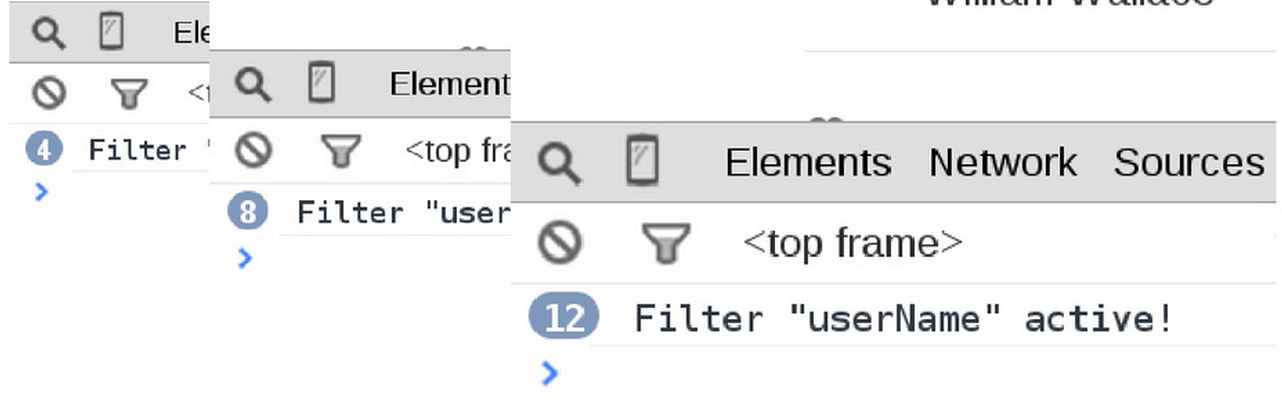 William Wallace
Ele
<t
4 Filter "
>
Element
<top fra
8 Filter "user
>
Elements Network Sources
<top frame>
12 Filter "userName" active!
>